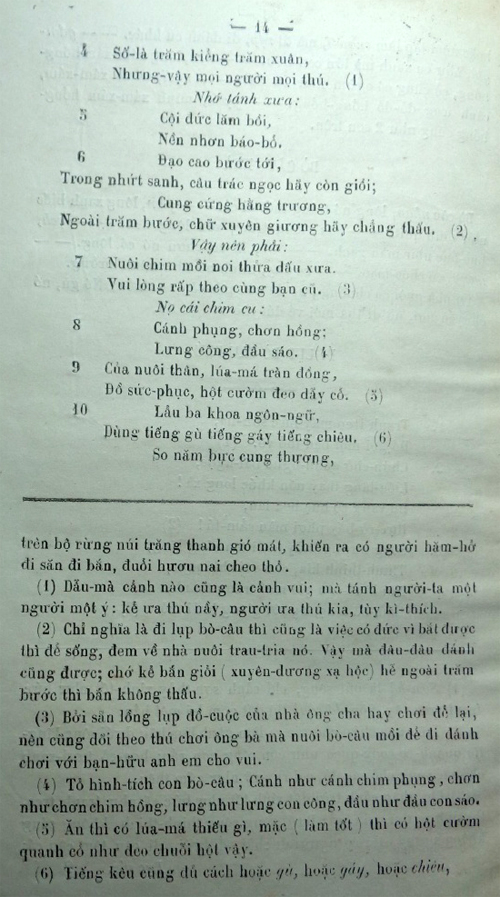 — 14 —
4 Sở-là trăm kiểng trăm xuân,
Nhưng-vậy mọi người mọi thú. (1)
Nhớ tánh xưa:
5 Cội đức lăm bồi,
Nền nhơn báo-bổ.
6 Đạo cao bước tới,
Trong nhứt sanh, câu trác ngọc hãy còn giồi;
Cung cứng hằng trương,
Ngoài trăm bước, chữ xuyên giương hãy chẳng thấu. (2)
Vậy nên phải:
7 Nuôi chim mồi noi thửa dấu xưa.
Vui lòng rấp theo cùng bạn cũ. (3)
Nọ cái chim cu:
8 Cánh phụng, chơn hồng;
Lưng công, đầu sáo. (4)
9 Của nuôi thân, lúa-má tràn đồng,
Đồ sức-phục, hột cườm đeo dẫy cổ. (5)
10 Lầu ba khoa ngôn-ngữ,
Dùng tiếng gù tiếng gáy tiếng chiêu. (6)
So năm bực cung thương,
trên bộ rừng núi trăng thanh gió mát, khiến ra có người hăm-hở
đi săn đi bắn, đuổi hươu nai cheo thỏ.
(1) Dẫu-mà cảnh nào cũng là cảnh vui; mà tánh người-ta một
người một ý: kẻ ưa thú nầy, người ưa thú kia, tùy kì-thích.
(2) Chỉ nghĩa là đi lụp bò-câu thì cũng là việc có đức vì bắt được
thì để sống, đem về nhà nuôi trau-tria nó. Vậy mà đâu-đâu đánh
cũng được; chớ kẻ bắn giỏi (xuyên-dương xạ hộc) hẻ ngoài trăm
bước thì bắn không thấu.
(3) Bởi sẵn lồng lụp đồ-cuộc của nhà ông cha hay chơi để lại,
nên cũng dõi theo thú chơi ông bà mà nuôi bò-câu mồi để đi đánh
chơi với bạn-hữu anh em cho vui.
(4) Tỏ hình-tích con bò-câu; Cánh như cánh chim phụng, chơn
như chơn chim hồng, lưng như lưng con công, đầu như đầu con sáo.
(5) Ăn thì có lúa-má thiếu gì, mặc (làm tốt) thì có hột cườm
quanh cổ như đeo chuỗi hột vậy.
(6) Tiếng kêu cũng đủ cách hoặc gù, hoặc gáy, hoặc chiêu,